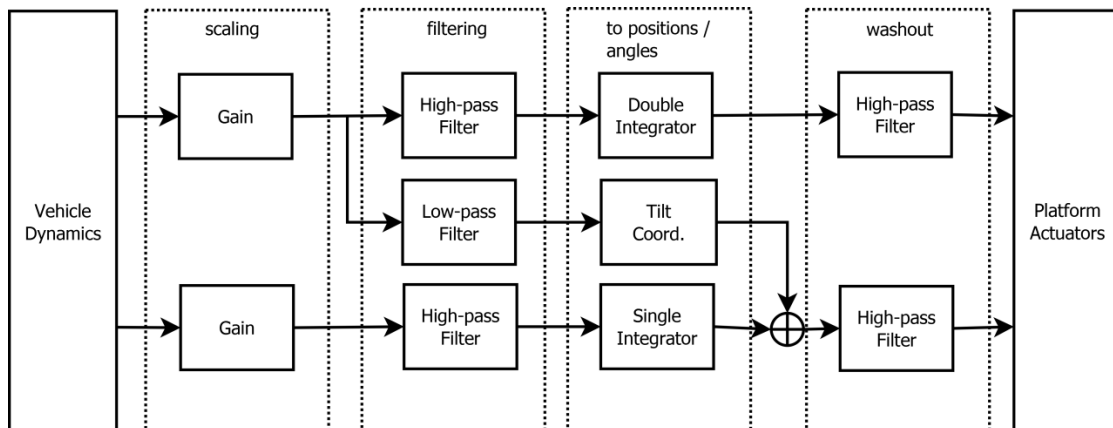 scaling
filtering
to positions /
angles
washout
Vehicle
Dynamics
Gain
High-pass
Filter
Double
Integrator
High-pass
Filter
Low-pass
Filter
Tilt
Coord.
Gain
High-pass
Filter
Single
Integrator
High-pass
Filter
Platform
Actuators